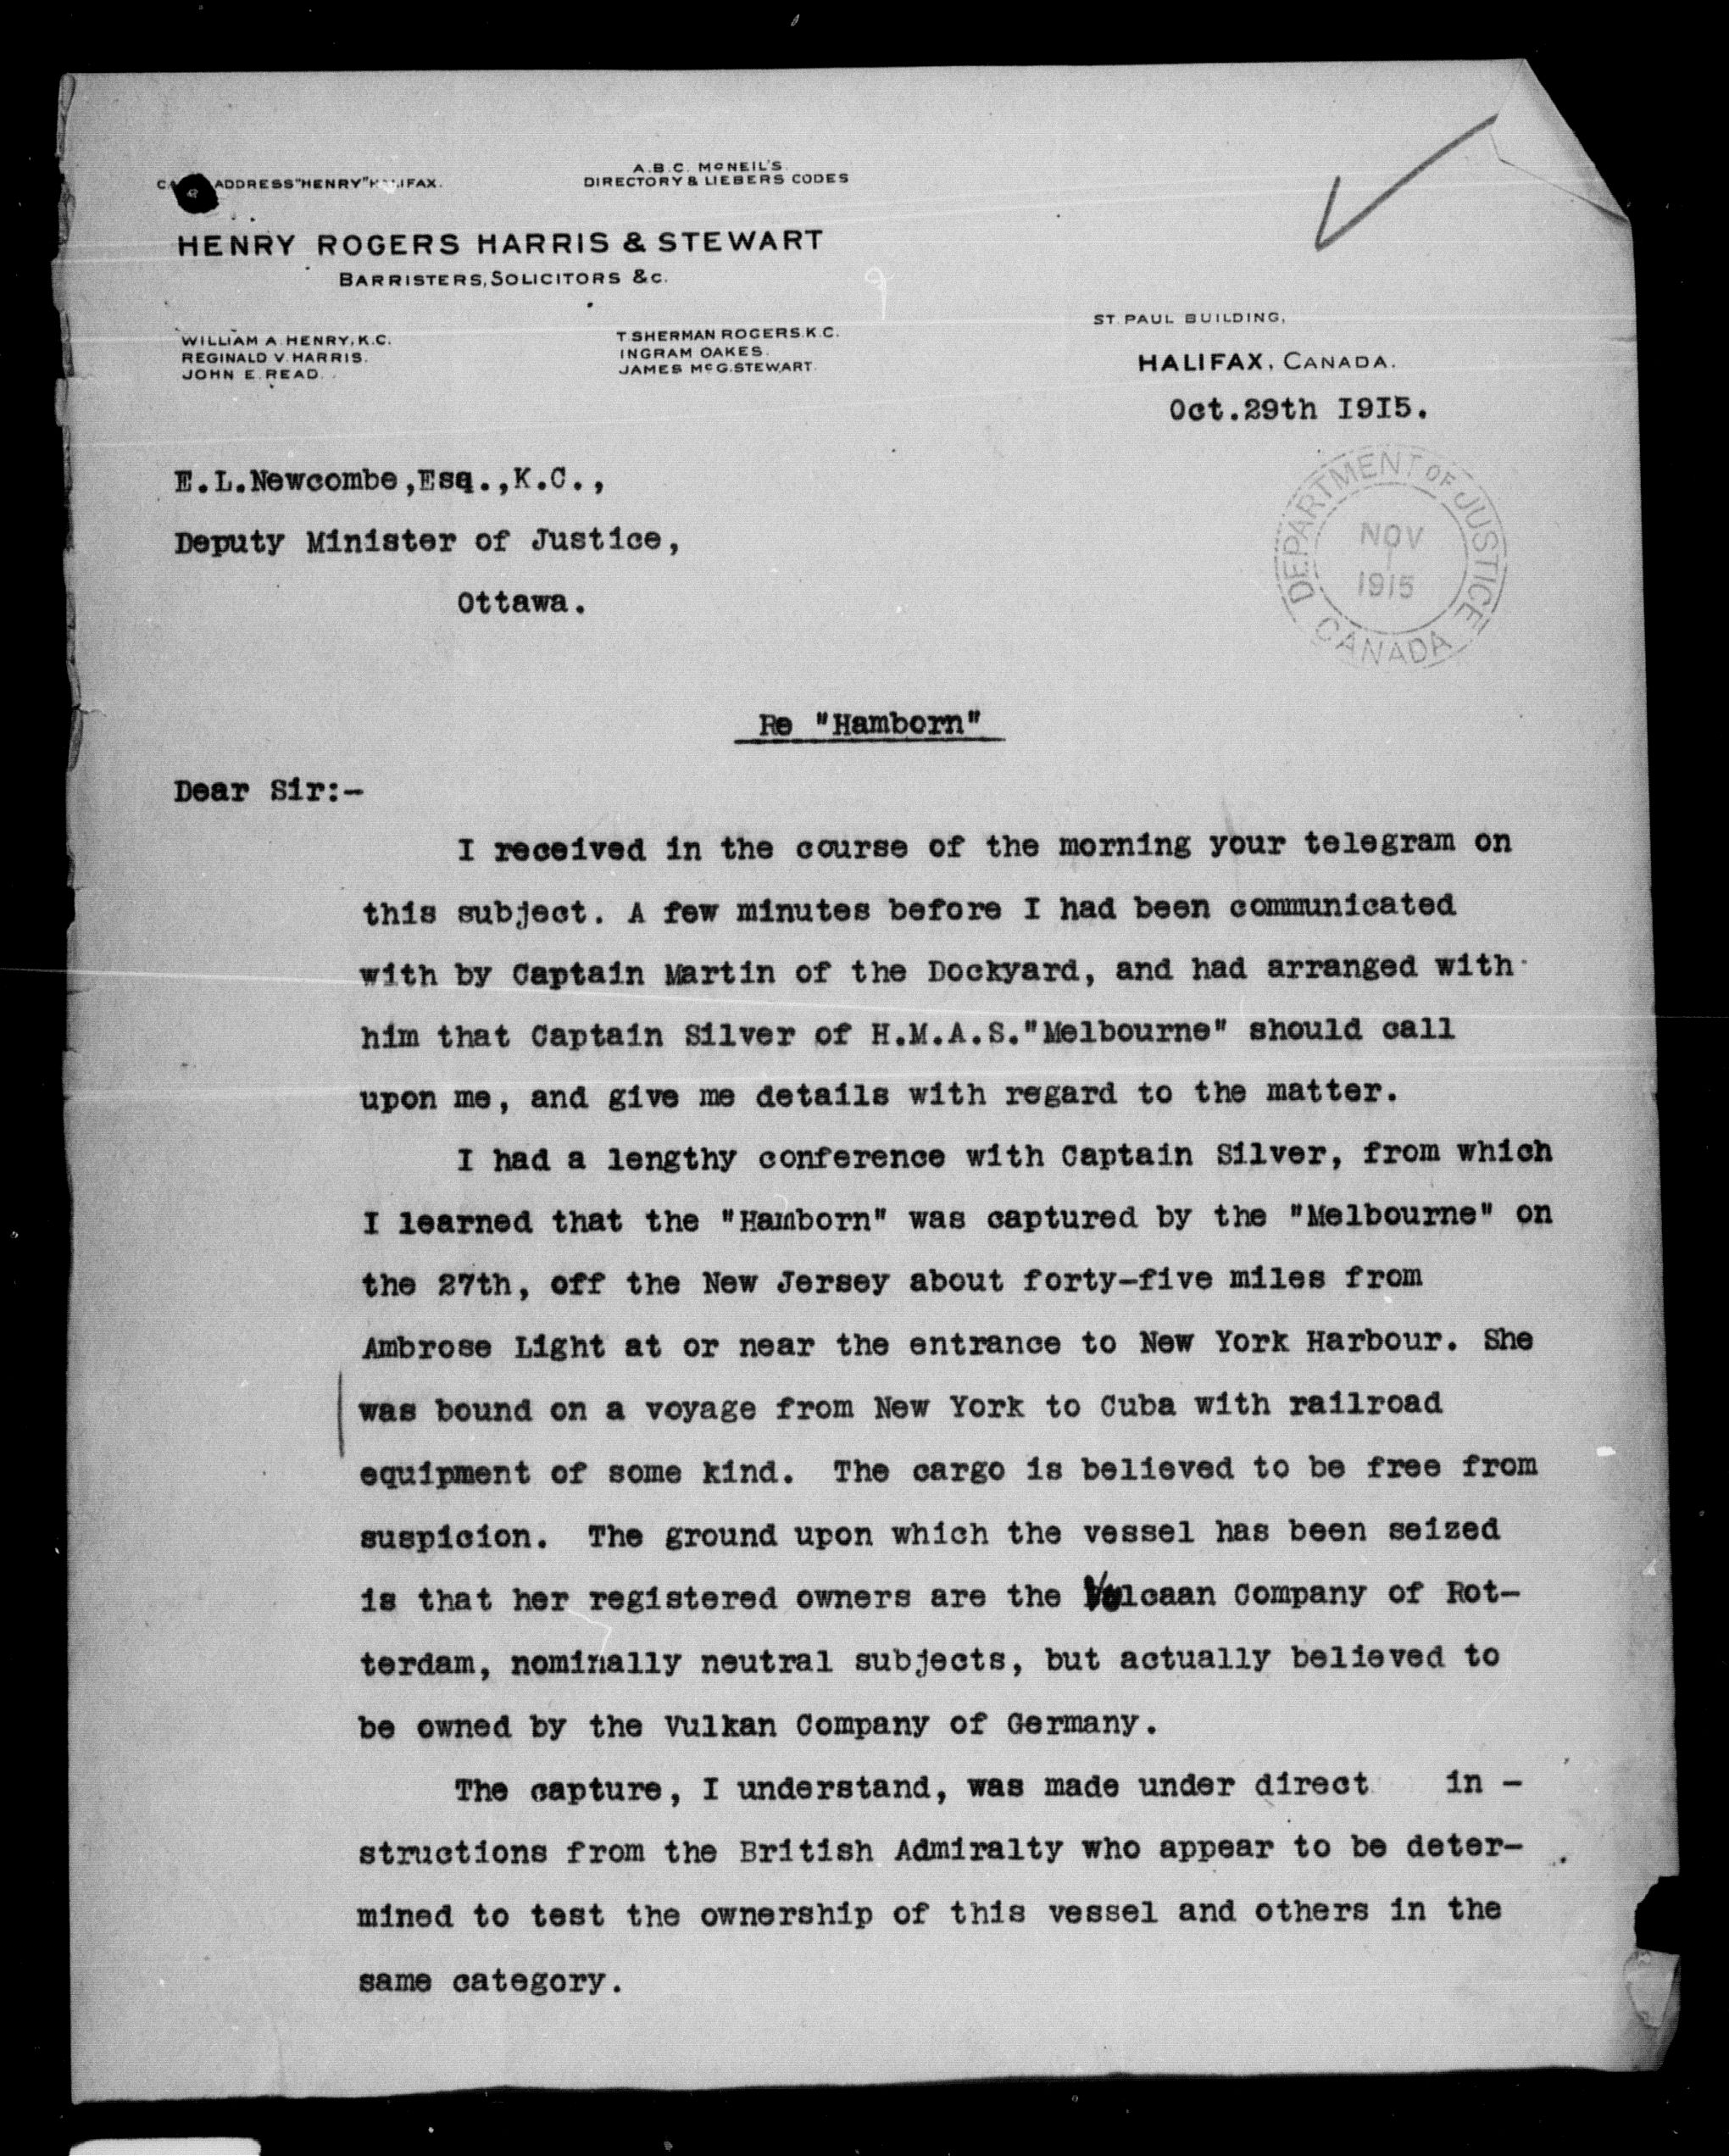 ADDRESS "HENRY" HALIFAX.
A.B.C. McNEIL'S.
DIRECTORY & LIEBERS CODES
HENRY ROGERS HARRIS & STEWART
BARRISTERS, SOLICITORS &c.
WILLIAM A. HENRY, K.C.
REGINALD V. HARRIS.
JOHN E. READ.
T. SHERMAN ROGERS. K.C.
INGRAM OAKES.
JAMES McG. STEWART.
ST. PAUL BUILDING,
HALIFAX, CANADA.
Oct.29th I9I5.
DEPARTMENT OF JUSTICE
NOV
1
1915
CANADA
E.L.Newcombe,Esq.,K.C.,
Deputy Minister of Justice,
Ottawa.
Re "Hamborn"
Dear Sir:-
I received in the course of the morning your telegram on
this subject. A few minutes before I had been communicated
with by Captain Martin of the Dockyard, and had arranged with
him that Captain Silver of H.M.A.S."Melbourne" should call
upon me, and give me details with regard to the matter.
I had a lengthy conference with Captain Silver, from which
I learned that the "Hamborn" was captured by the "Melbourne" on
the 27th, off the New Jersey about forty-five miles from
Ambrose Light at or near the entrance to New York Harbour. She
was bound on a voyage from New York to Cuba with railroad
equipment of some kind. The cargo is believed to be free from
suspicion. The ground upon which the vessel has been seized
is that her registered owners are the Vulcaan Company of Rot-
terdam, nominally neutral subjects, but actually believed to
be owned by the Vulkan Company of Germany.
The capture, I understand, was made under direct in -
structions from the British Admiralty who appear to be deter-
mined to test the ownership of this vessel and others in the
same category.